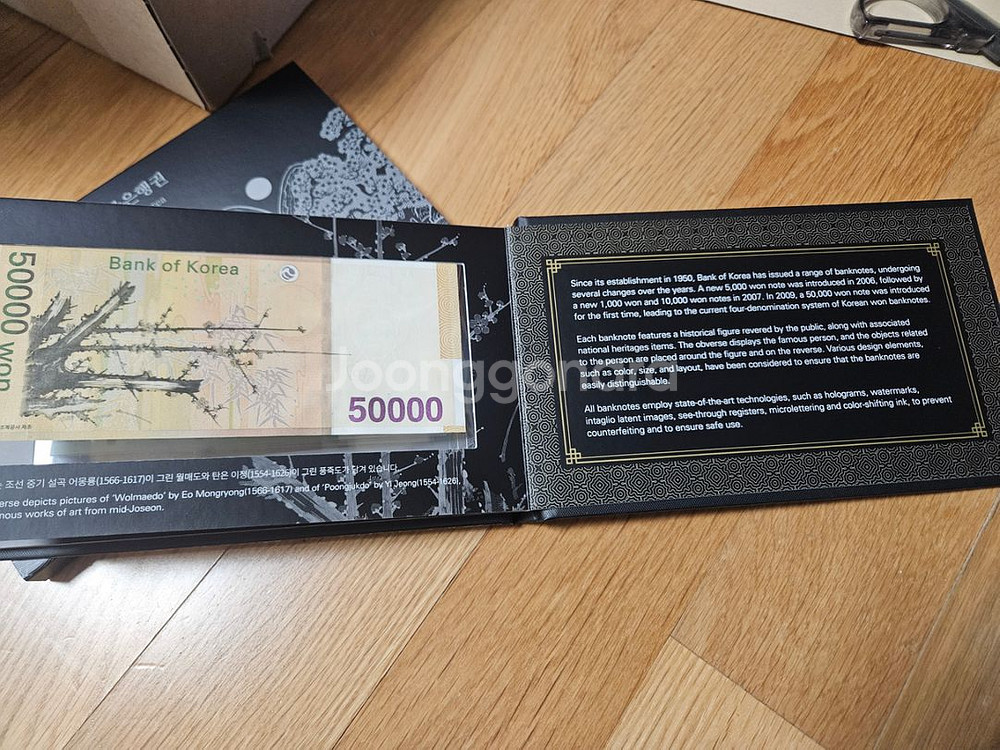 은행권
50000 won
Bank of Korea
50000
조선 중기 설곡 어몽룡(1566-1617)이 그린 월매도와 탄은 이정(1554-1626)이 그린 풍죽도가 담겨 있습니다.
erse depicts pictures of 'Wolmaedo' by Eo Mongryong(1566-1617) and of 'Poongjukdo' by Yi Jeong(1554-1626),
mous works of art from mid-Joseon.
Since its establishment in 1950, Bank of Korea has issued a range of banknotes, undergoing
several changes over the years. A new 5,000 won note was introduced in 2006, followed by
a new 1,000 won and 10,000 won notes in 2007. In 2009, a 50,000 won note was introduced
for the first time, leading to the current four-denomination system of Korean won banknotes.
Each banknote features a historical figure revered by the public, along with associated
national heritages items. The obverse displays the famous person, and the objects related
to the person are placed around the figure and on the reverse. Various design elements,
such as color, size, and layout, have been considered to ensure that the banknotes are
easily distinguishable.
All banknotes employ state-of-the-art technologies, such as holograms, watermarks,
intaglio latent images, see-through registers, microlettering and color-shifting ink, to prevent
counterfeiting and to ensure safe use.